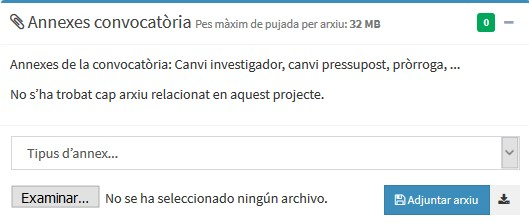 Annexes convocatòria Pes màxim de pujada per arxiu: 32 MB 0
Annexes de la convocatòria: Canvi investigador, canvi pressupost, pròrroga, ...
No s'ha trobat cap arxiu relacionat en aquest projecte.
Tipus d'annex...
Examinar... No se ha seleccionado ningún archivo. Adjuntar arxiu